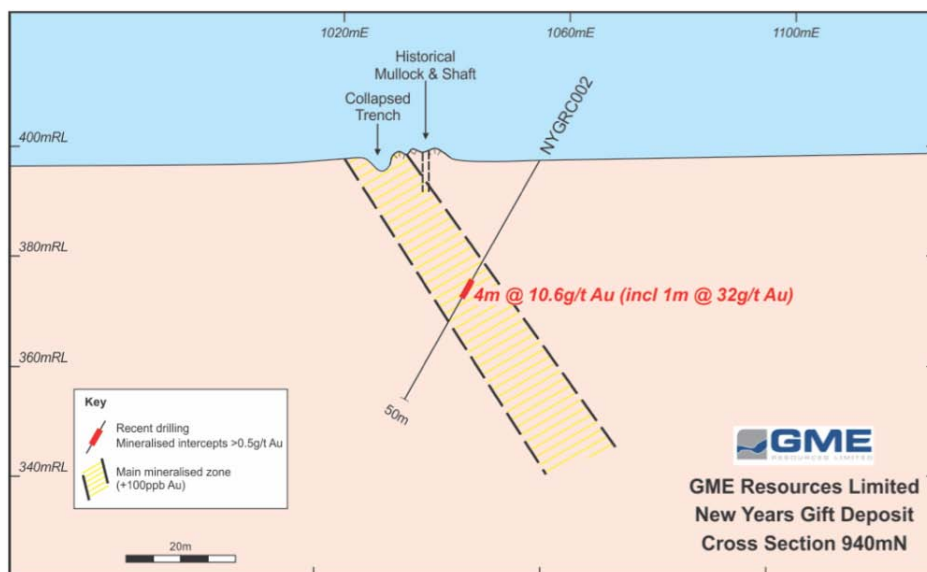 1020mE
1060mE
1100mE
Historical
Mullock & Shaft
Collapsed
Trench
NYGRC002
400mRL
380mRL
4m @ 10.6g/t Au (incl 1m @ 32g/t Au)
360mRL
50m
340mRL
Key
Recent drilling
Mineralised intercepts >0.5g/t Au
Main mineralised zone
(+100ppb Au)
20m
GME
RESOURCES LIMITED
GME Resources Limited
New Years Gift Deposit
Cross Section 940mN